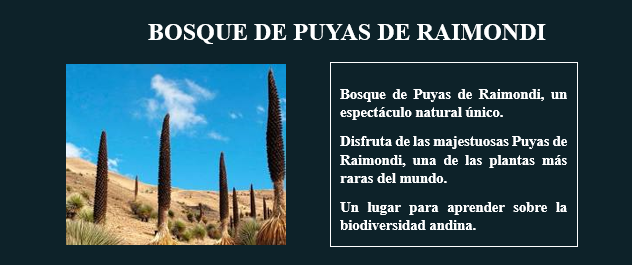 BOSQUE DE PUYAS DE RAIMONDI
Bosque de Puyas de Raimondi, un
espectáculo natural único.
Disfruta de las majestuosas Puyas de
Raimondi, una de las plantas más
raras del mundo.
Un lugar para aprender sobre la
biodiversidad andina.